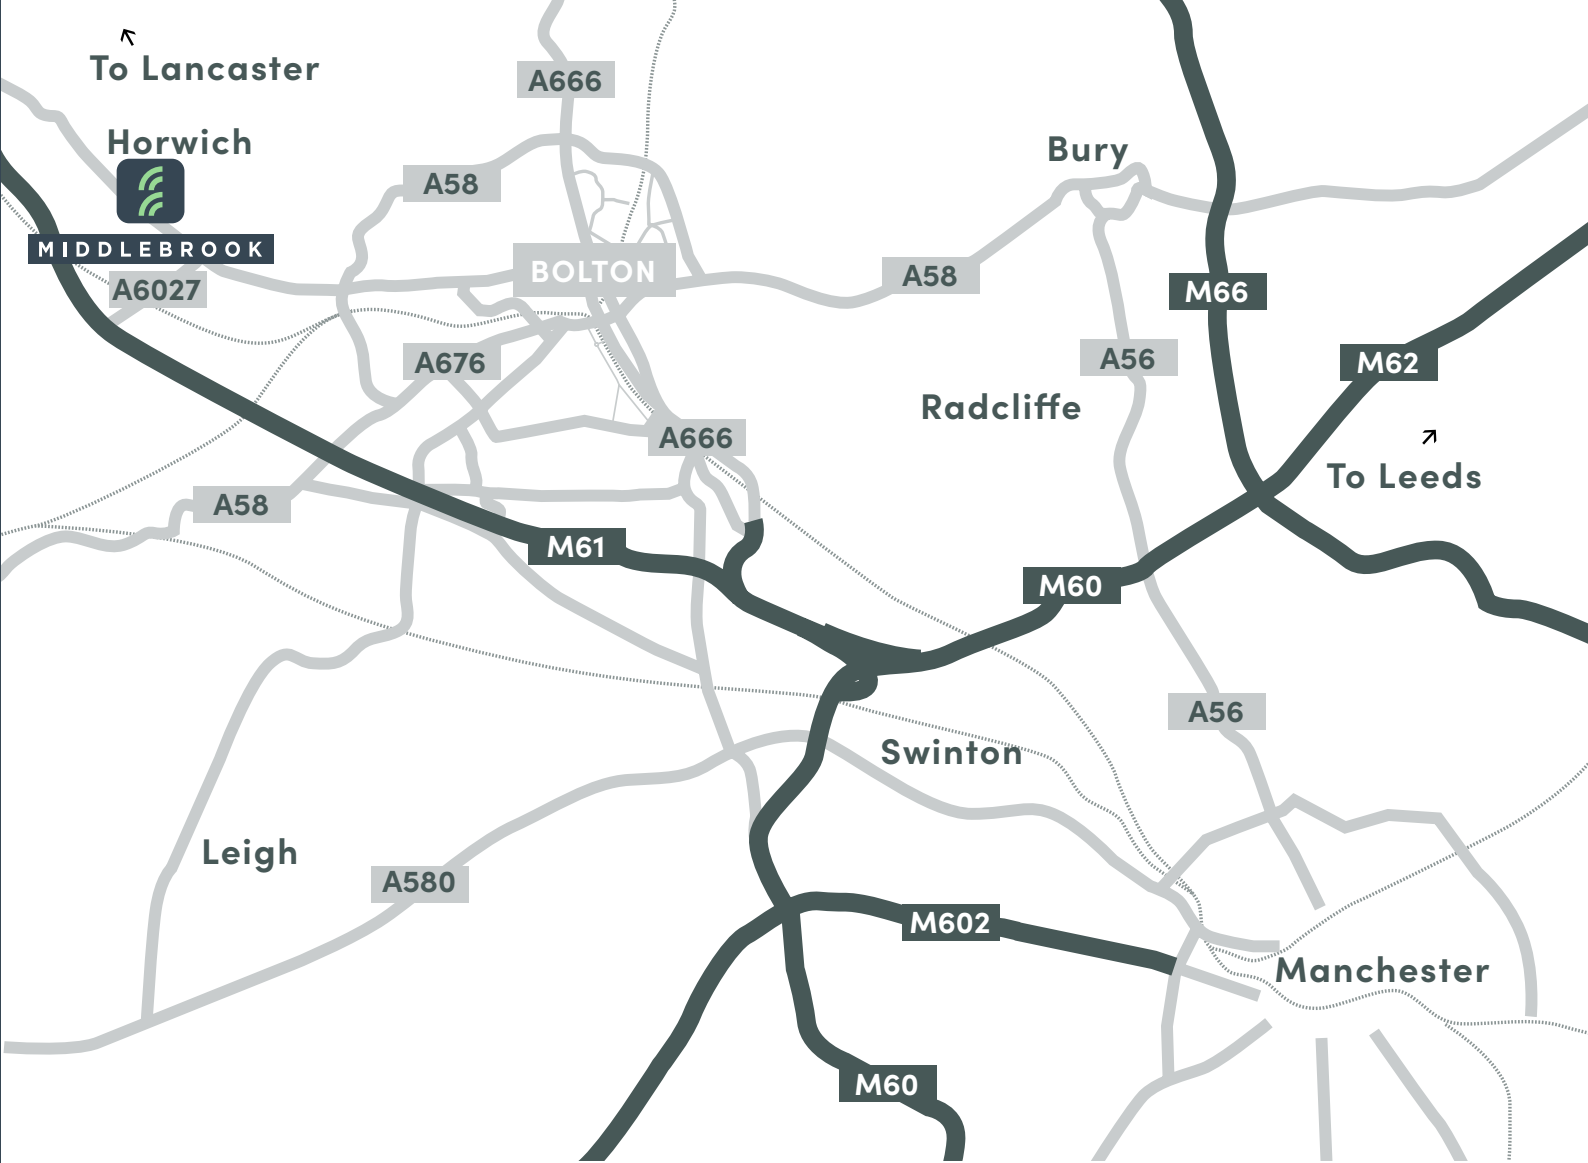 To Lancaster
A666
Horwich
Bury
A58
MIDDLEBROOK
BOLTON
A58
A6027
M66
A56
M62
A676
Radcliffe
A666
To Leeds
A58
M61
M60
A56
Swinton
Leigh
A580
M602
Manchester
M60